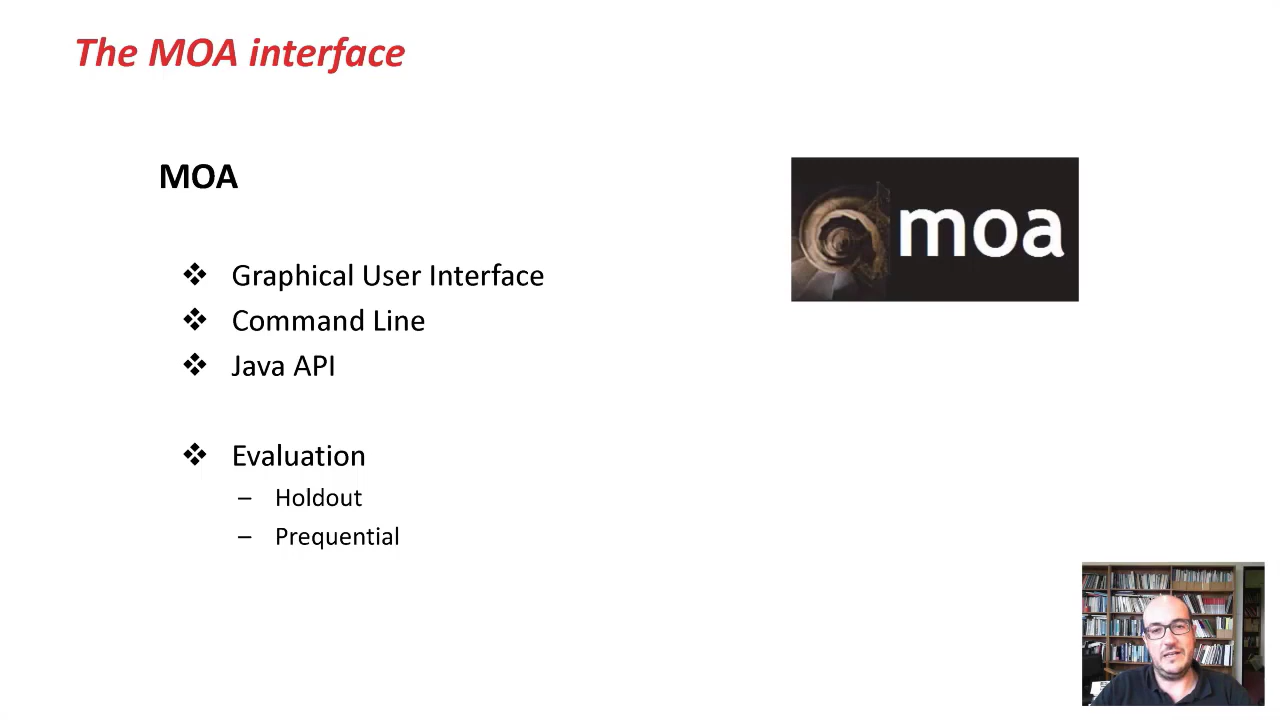 The MOA interface
MOA
moa
❖ Graphical User Interface
❖ Command Line
❖ Java API
❖ Evaluation
– Holdout
– Prequential